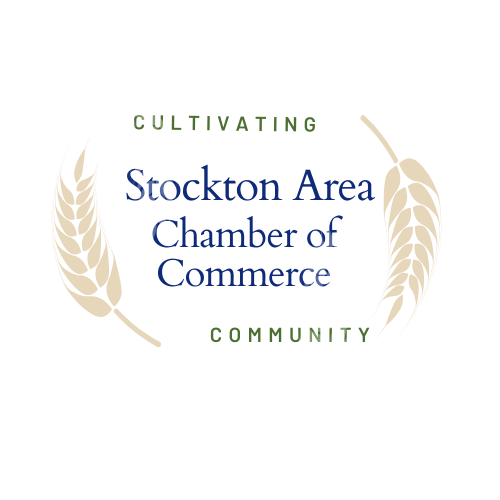 CULTIVATING
Stockton Area
Chamber of
Commerce
COMMUNITY